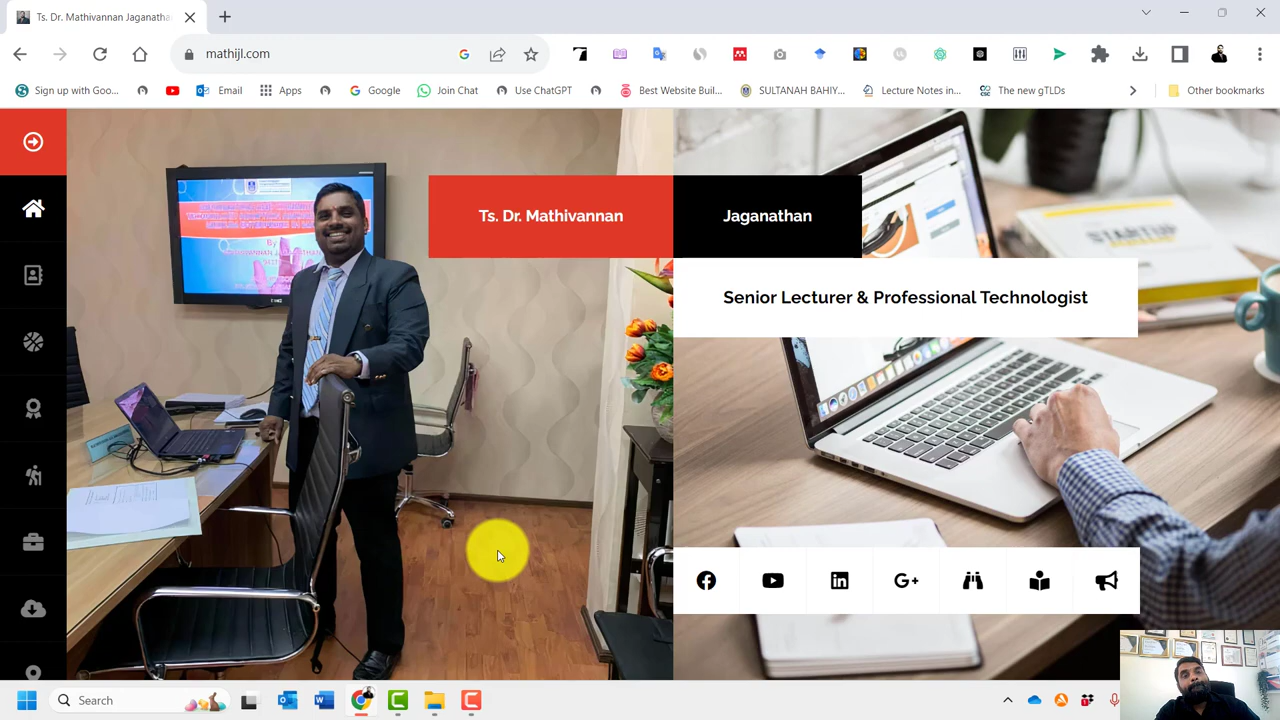 Ts. Dr. Mathivannan Jaganatha
mathijl.com
Sign up with Goo...
Email
Apps
Google
Join Chat
Use ChatGPT
Best Website Buil...
SULTANAH BAHIY...
Lecture Notes in...
The new gTLDs
Other bookmarks
Ts. Dr. Mathivannan
Jaganathan
Senior Lecturer & Professional Technologist
STARTUP
G+
Search